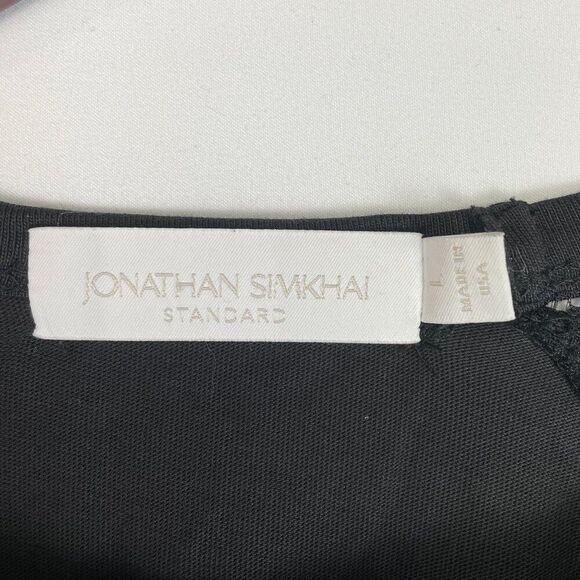 JONATHAN SIMKHAI
STANDARD
L
MADE IN
USA